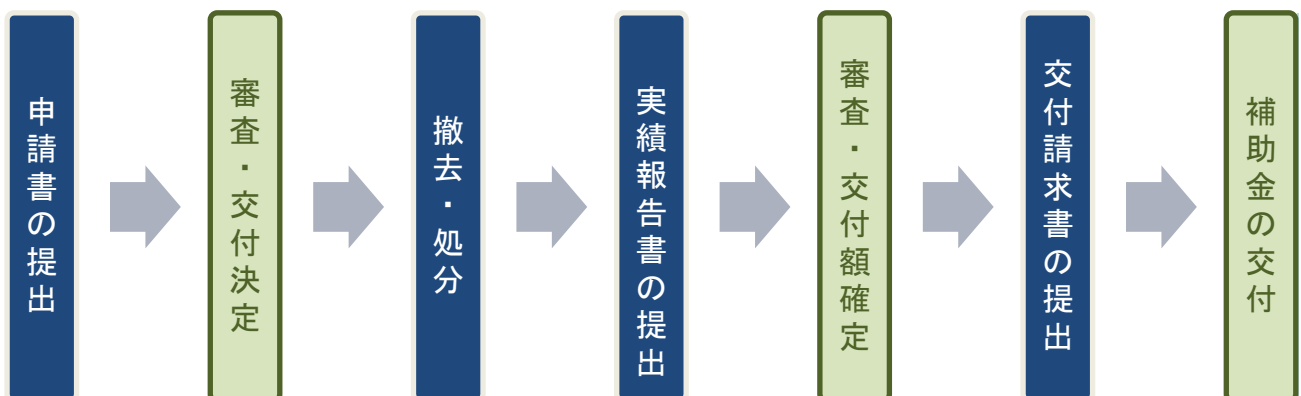 申請書の提出
審査・交付決定
撤去・処分
実績報告書の提出
審査・交付額確定
交付請求書の提出
補助金の交付